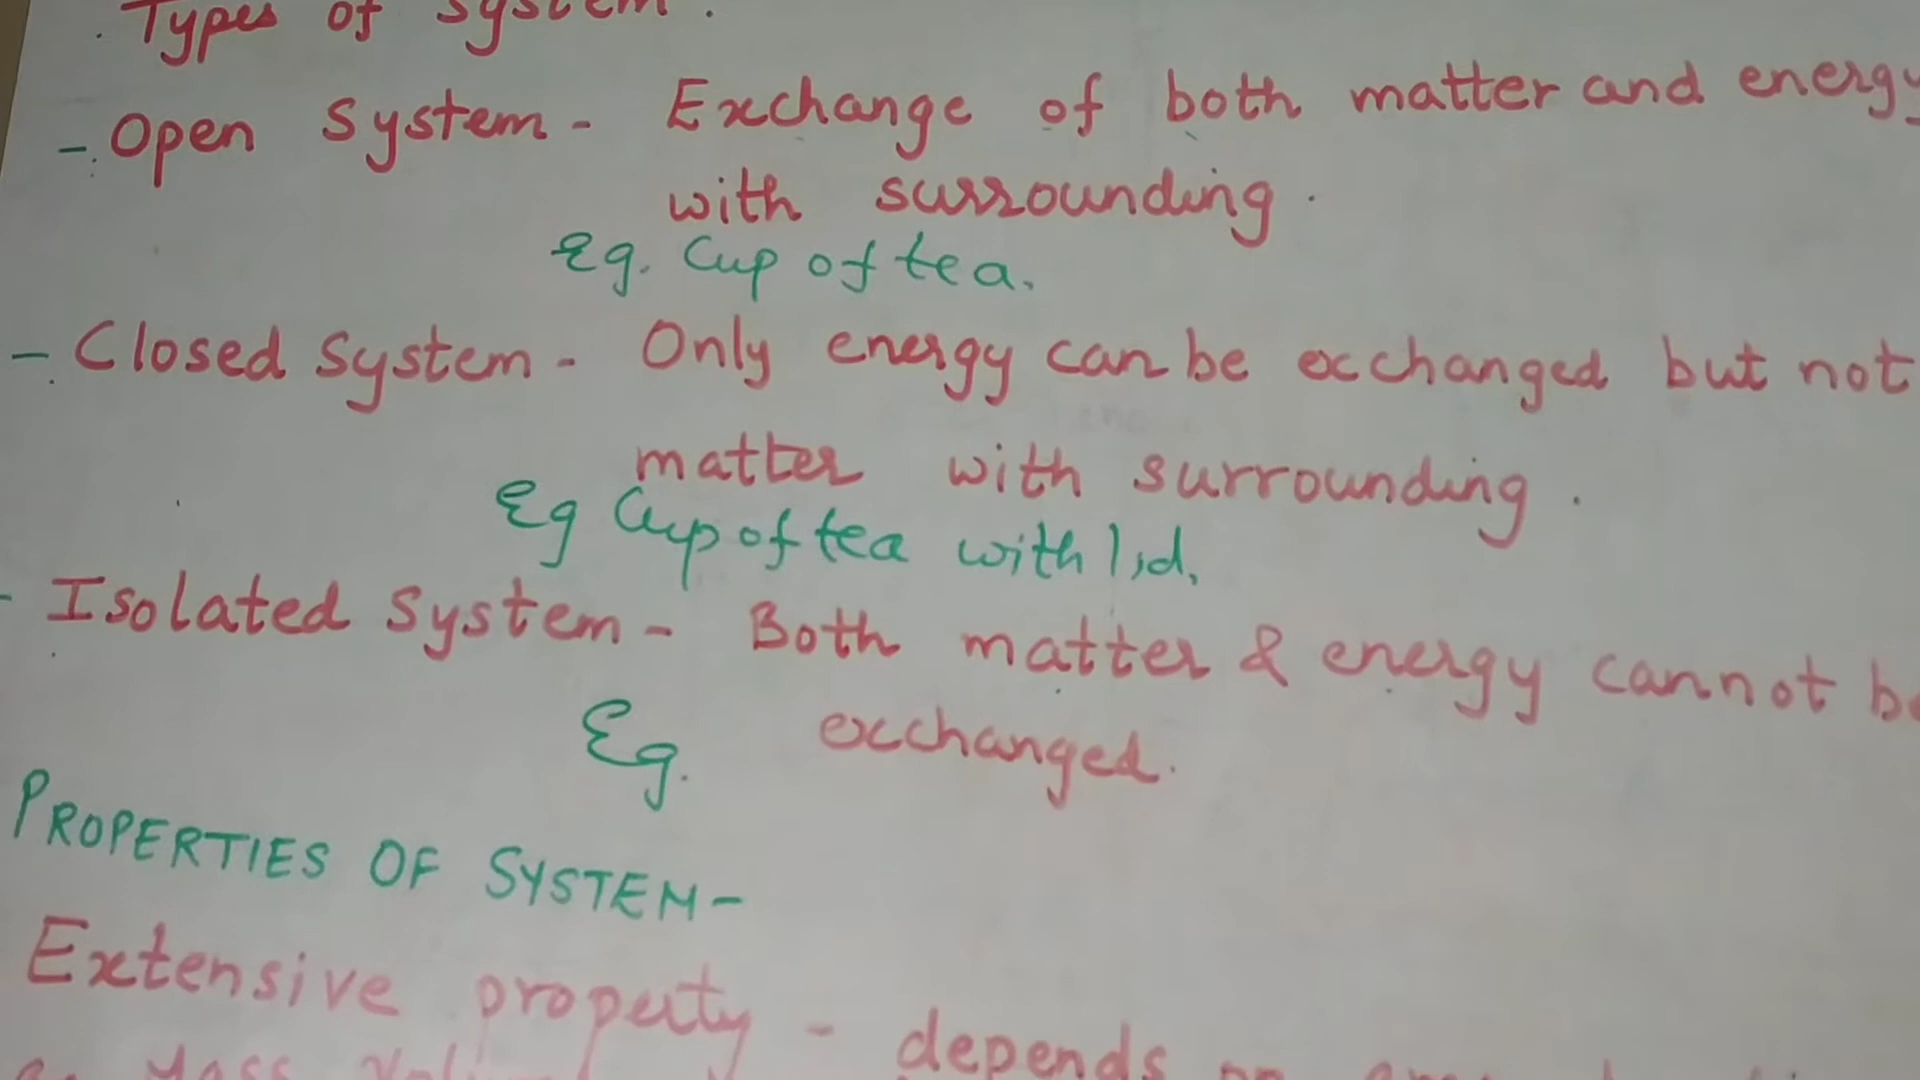 . Types of System.
- Open System - Exchange of both matter and energy
with surrounding.
Eg. Cup of tea.
- Closed System - Only energy can be exchanged but not
matter with surrounding.
Eg Cup of tea with lid.
- Isolated System - Both matter & energy cannot be
exchanged.
Eg.
PROPERTIES OF SYSTEM-
Extensive property - depends on
Mass